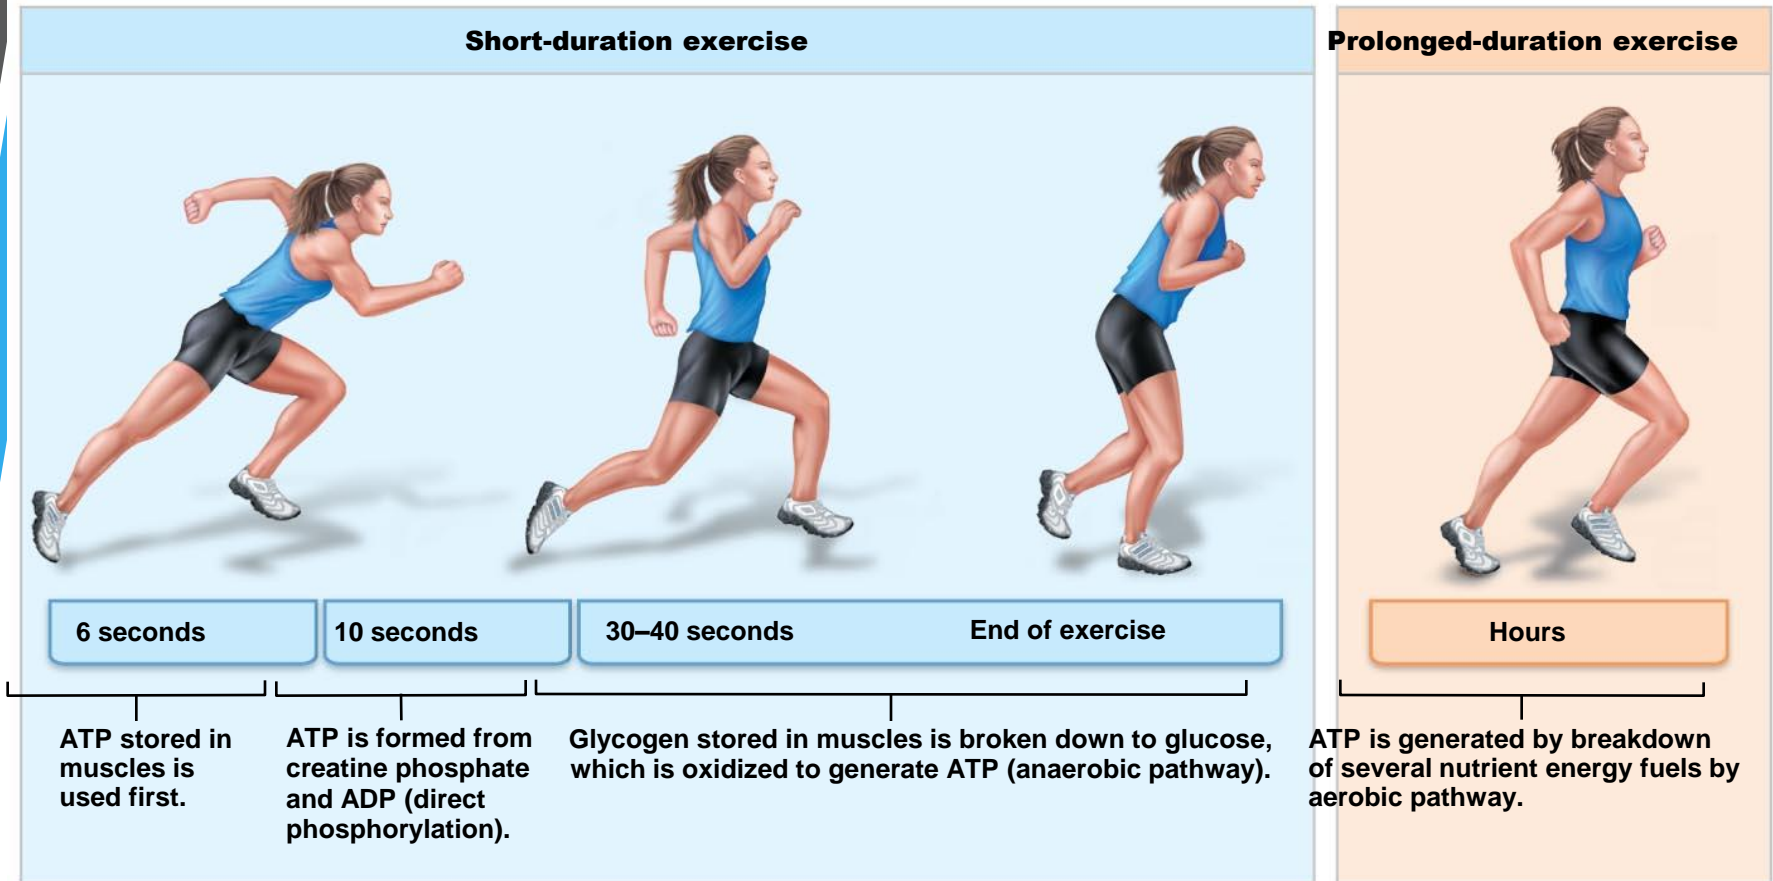 Short-duration exercise
Prolonged-duration exercise
6 seconds
10 seconds
30–40 seconds
End of exercise
Hours
ATP stored in
muscles is
used first.
ATP is formed from
creatine phosphate
and ADP (direct
phosphorylation).
Glycogen stored in muscles is broken down to glucose,
which is oxidized to generate ATP (anaerobic pathway).
ATP is generated by breakdown
of several nutrient energy fuels by
aerobic pathway.